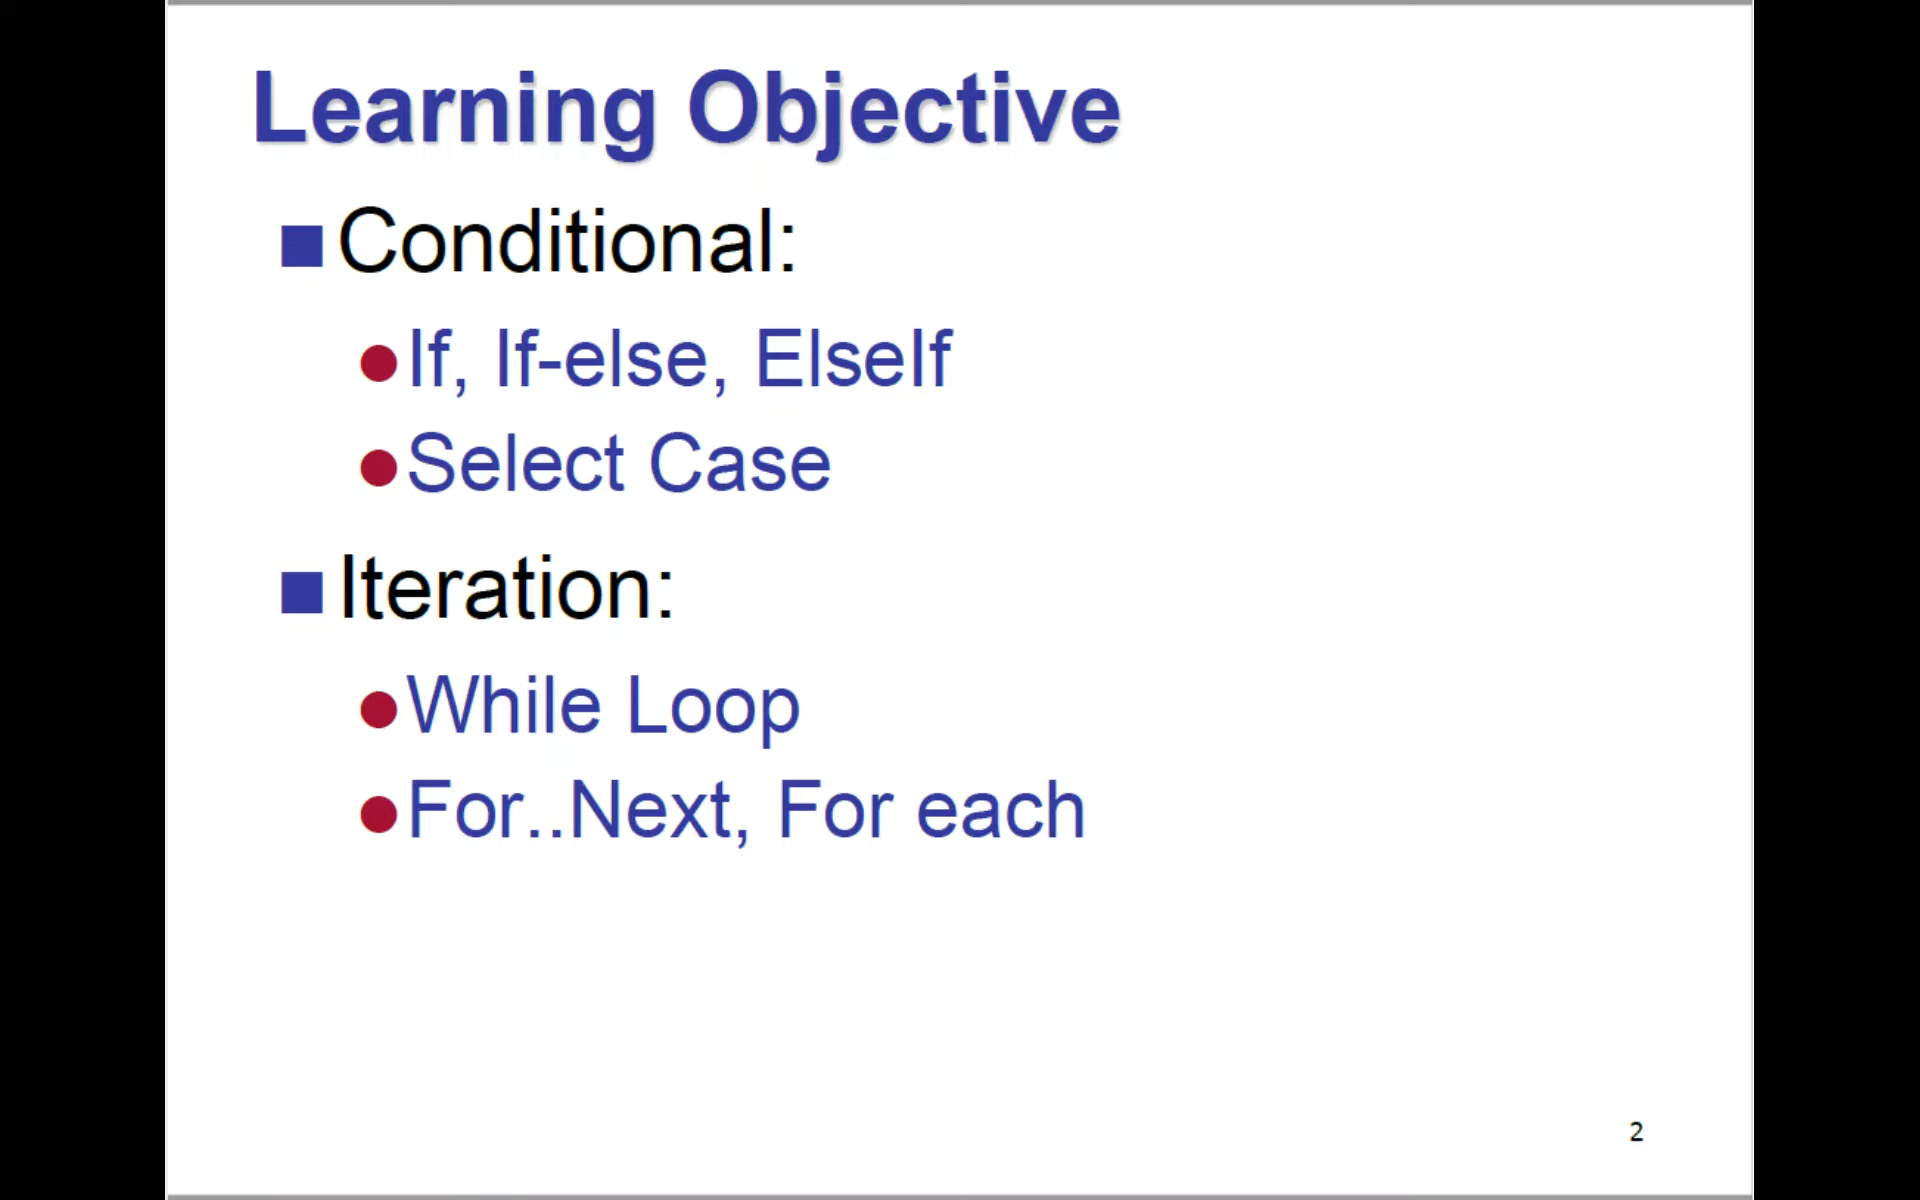 Learning Objective
Conditional:
If, If-else, ElseIf
Select Case
Iteration:
While Loop
For..Next, For each
2